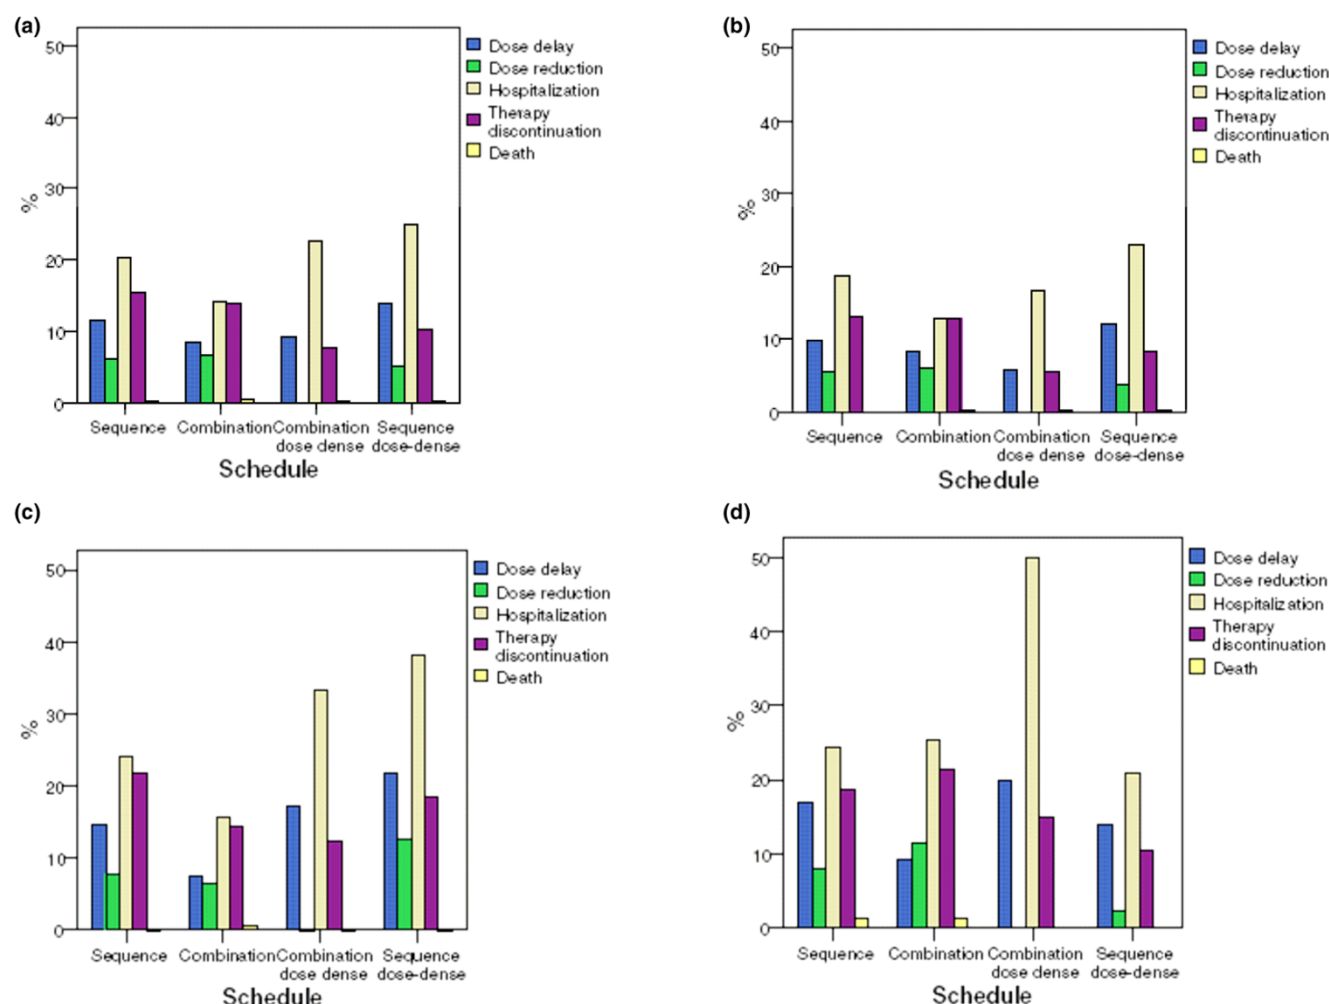 (a)
50
40
30
20
10
0
%
Dose delay
Dose reduction
Hospitalization
Therapy
discontinuation
Death
Sequence
Combination
Combination
dose dense
Sequence
dose-dense
Schedule
(b)
50
40
30
20
10
0
%
Dose delay
Dose reduction
Hospitalization
Therapy
discontinuation
Death
Sequence
Combination
Combination
dose dense
Sequence
dose-dense
Schedule
(c)
50
40
30
20
10
0
%
Dose delay
Dose reduction
Hospitalization
Therapy
discontinuation
Death
Sequence
Combination
Combination
dose dense
Sequence
dose-dense
Schedule
(d)
50
40
30
20
10
0
%
Dose delay
Dose reduction
Hospitalization
Therapy
discontinuation
Death
Sequence
Combination
Combination
dose dense
Sequence
dose-dense
Schedule